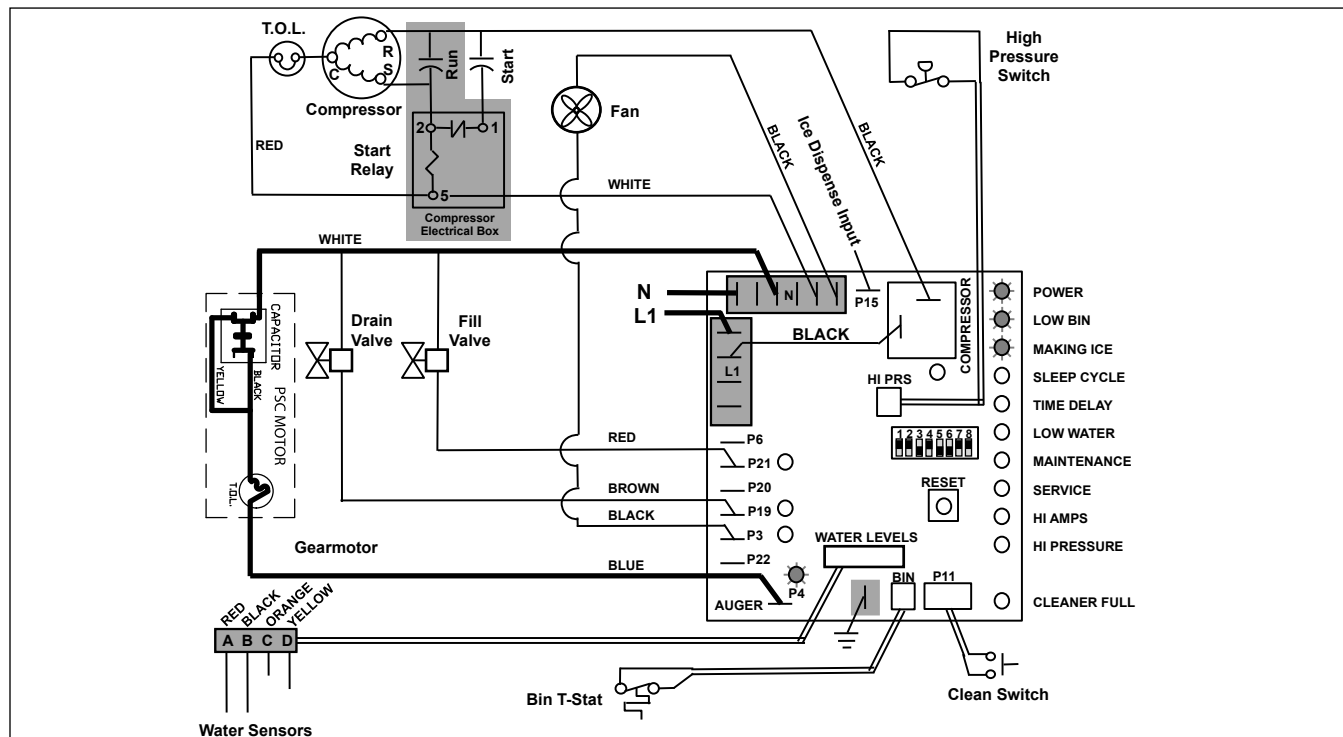 T.O.L.
R
C
S
Compressor
Run
Start
High
Pressure
Switch
Fan
RED
2
1
Start
Relay
5
Compressor
Electrical Box
WHITE
BLACK
BLACK
Ice Dispense Input
WHITE
CAPACITOR
YELLOW
BLACK
PSC MOTOR
T.O.L.
Drain
Valve
Fill
Valve
N
L1
N
P15
COMPRESSOR
BLACK
L1
HI PRS
POWER
LOW BIN
MAKING ICE
SLEEP CYCLE
TIME DELAY
LOW WATER
MAINTENANCE
SERVICE
HI AMPS
HI PRESSURE
CLEANER FULL
1 2 3 4 5 6 7 8
RESET
RED
P6
P21
BROWN
P20
P19
BLACK
P3
P22
Gearmotor
BLUE
AUGER
P4
WATER LEVELS
BIN
P11
RED
BLACK
ORANGE
YELLOW
A B C D
Water Sensors
Bin T-Stat
Clean Switch